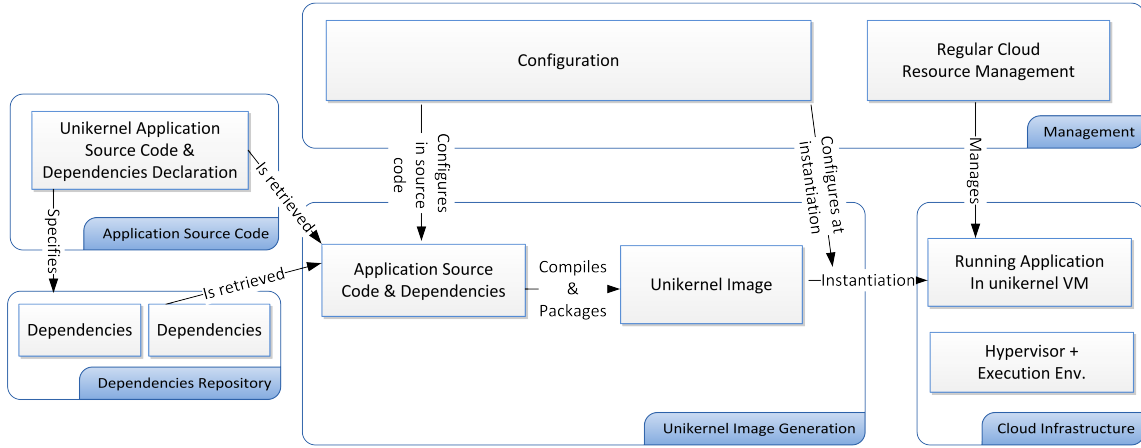 Configuration
Regular Cloud
Resource Management
Management
Unikernel Application
Source Code &
Dependencies Declaration
Application Source Code
Specifies
Is retrieved
Configures
in source
code
Configures at
instantiation
Manages
Dependencies
Dependencies
Dependencies Repository
Is retrieved
Application Source
Code & Dependencies
Compiles
&
Packages
Unikernel Image
Unikernel Image Generation
Instantiation
Running Application
In unikernel VM
Hypervisor +
Execution Env.
Cloud Infrastructure